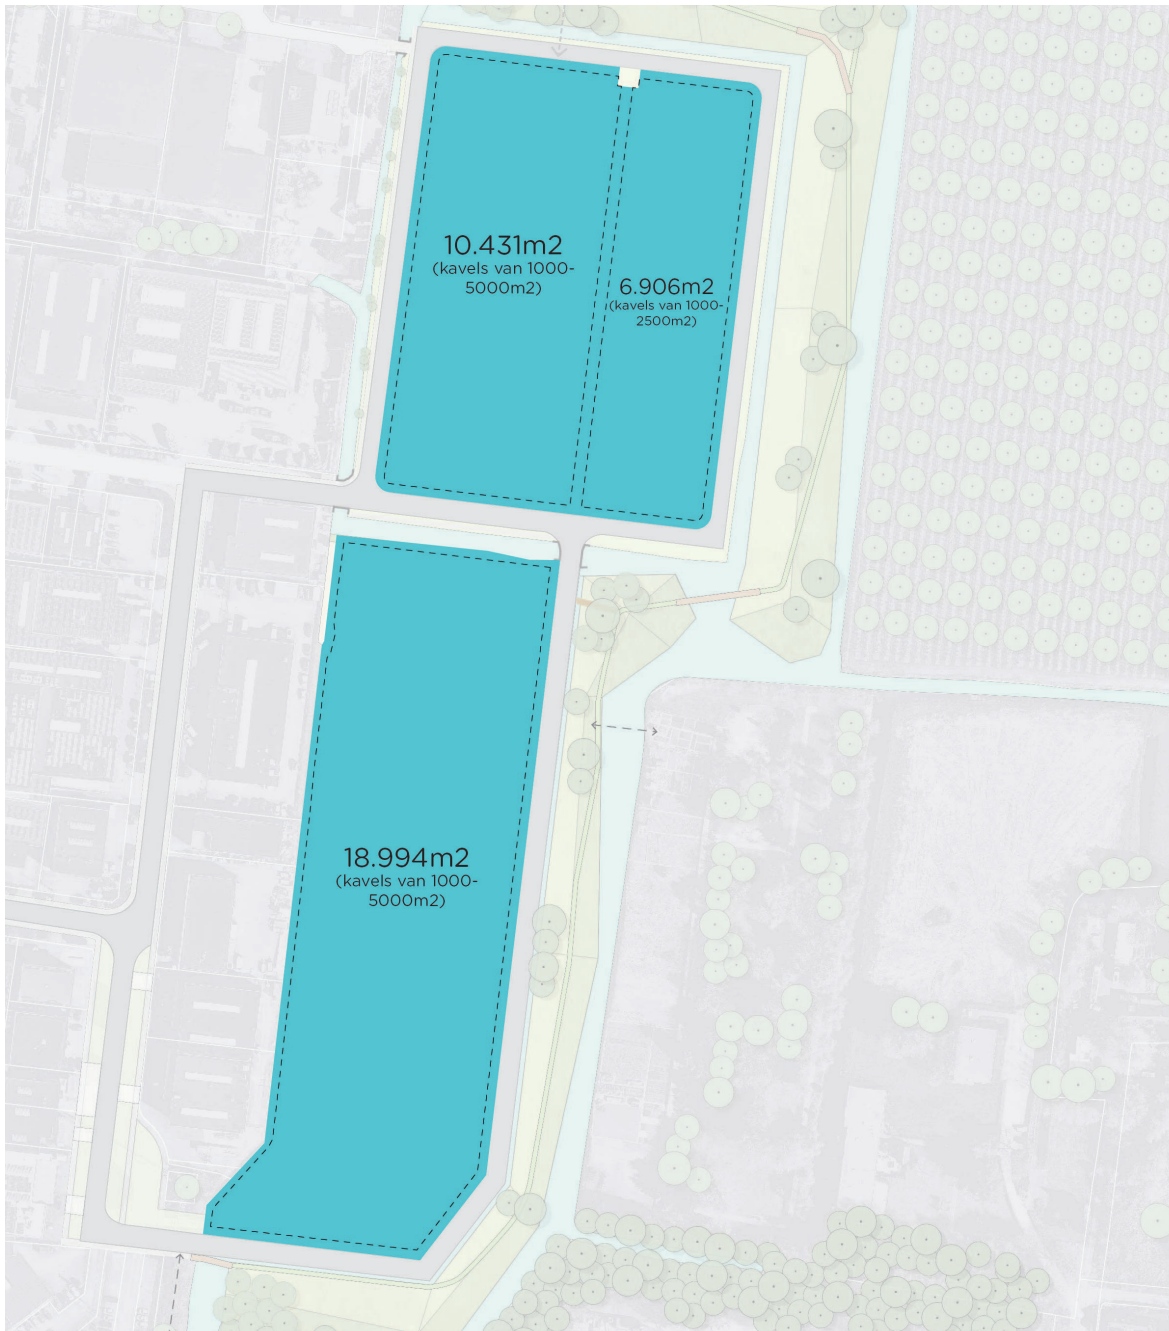 10.431m2
(kavels van 1000-
5000m2)
6.906m2
(kavels van 1000-
2500m2)
18.994m2
(kavels van 1000-
5000m2)